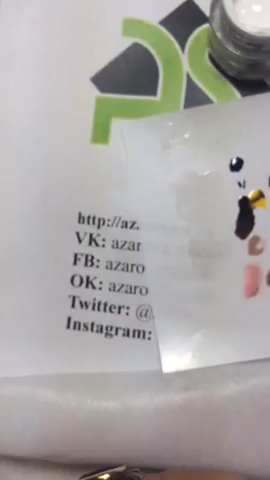 http://az.
VK: azar
FB: azaro
OK: azaro
Twitter: @
Instagram: